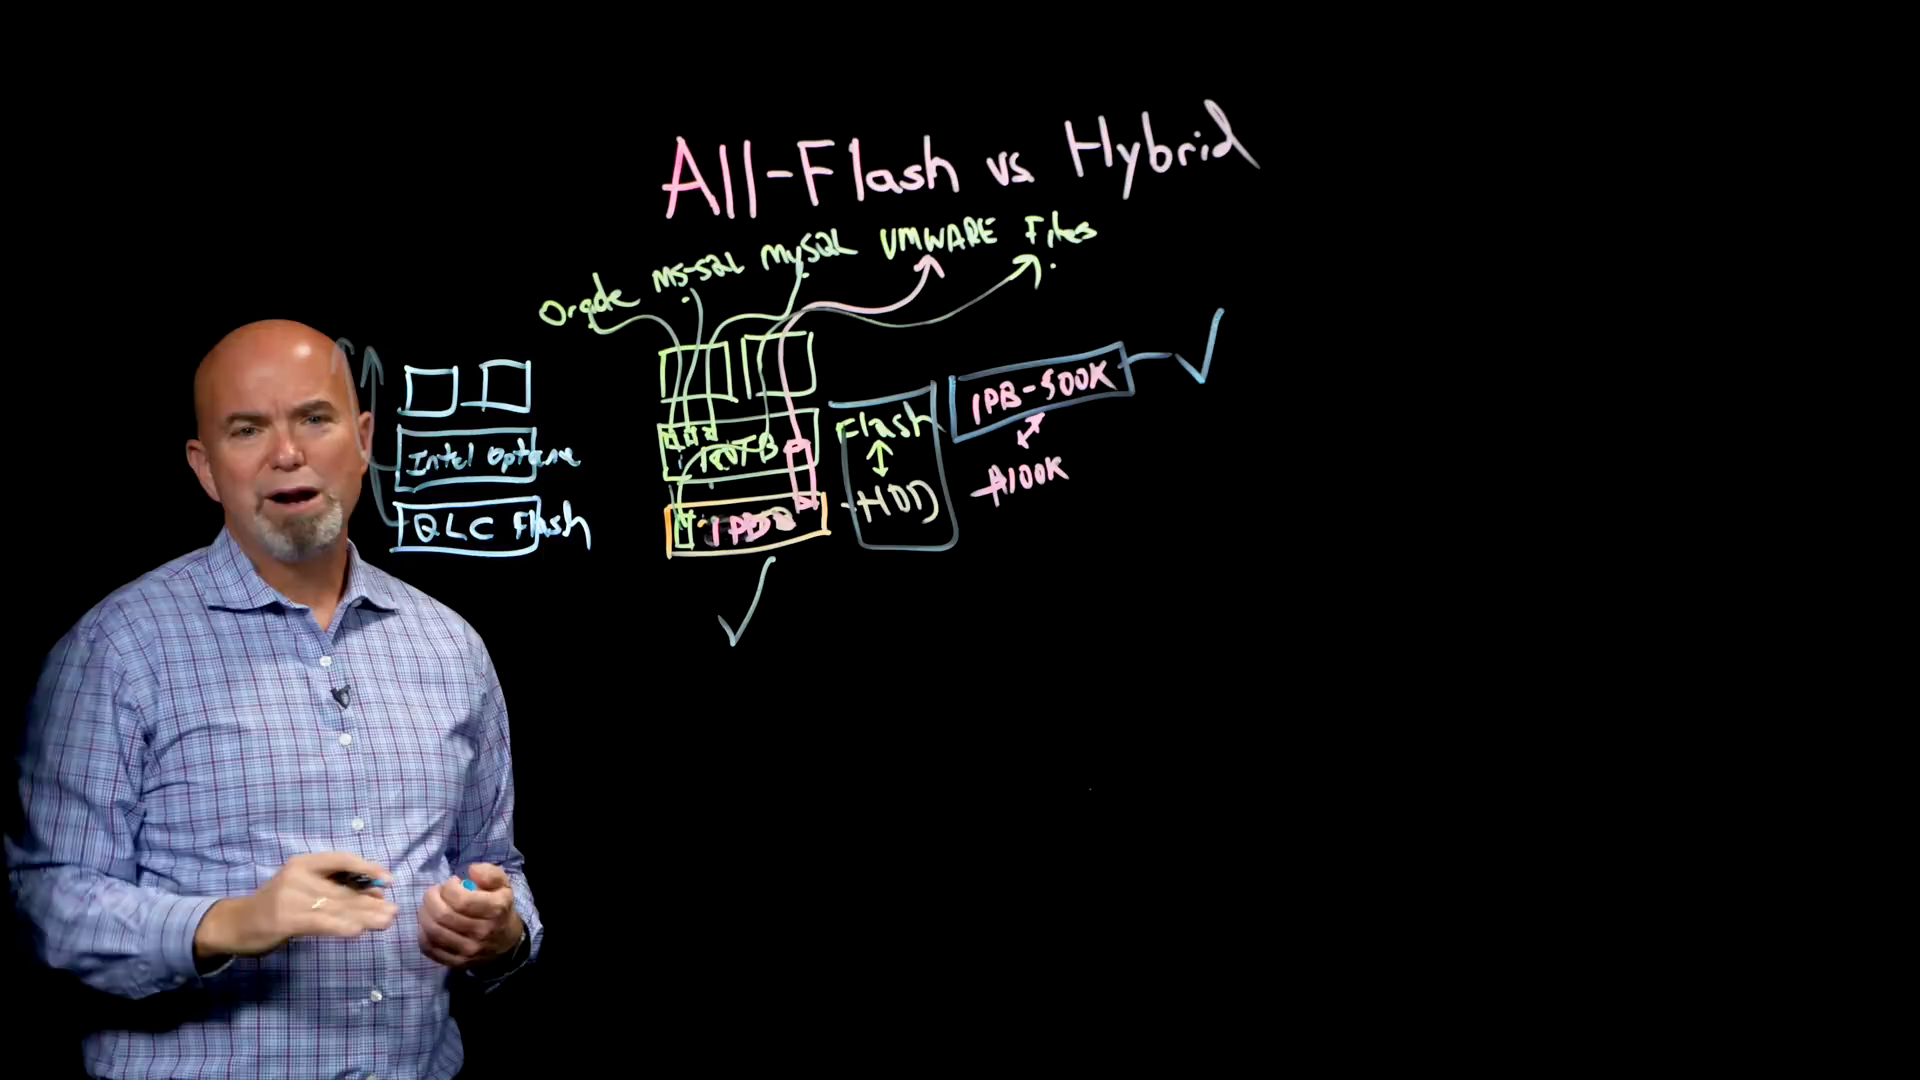 All-Flash vs Hybrid
Oracle MS-SQL MySQL VMWARE Files
Intel Optane
QLC Flash
1PB
Flash
HDD
1PB-500K
$100K